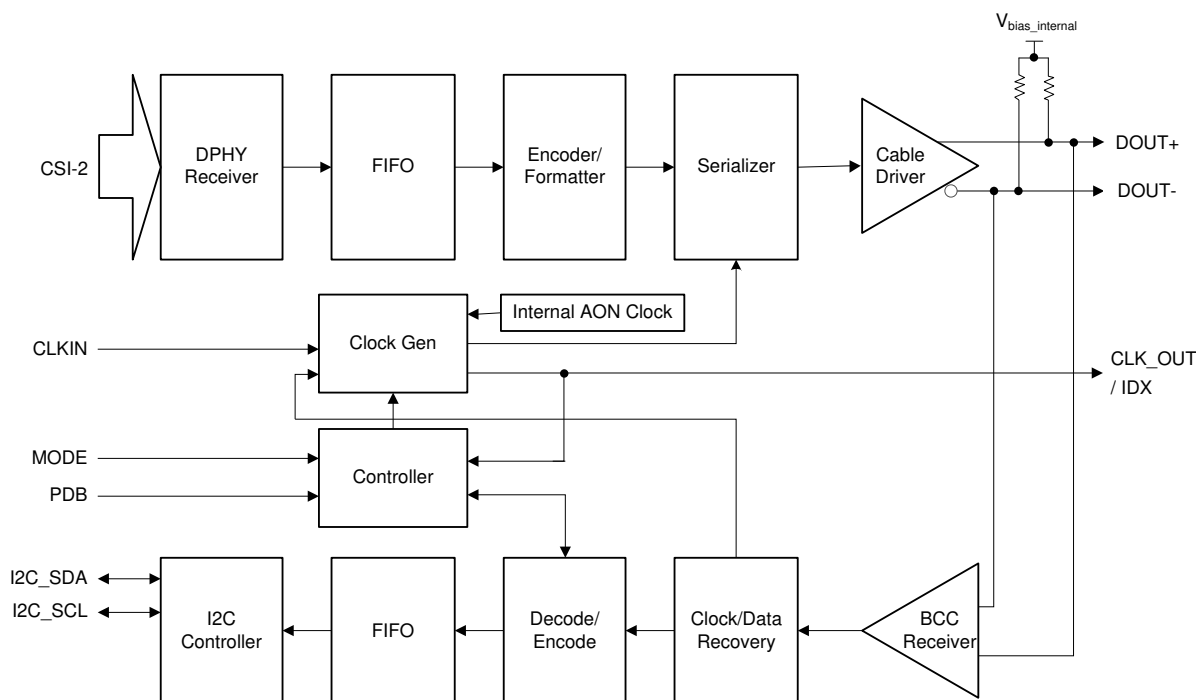 V_bias_internal
CSI-2
DPHY
Receiver
FIFO
Encoder/
Formatter
Serializer
Cable
Driver
DOUT+
DOUT-
Internal AON Clock
CLKIN
Clock Gen
CLK_OUT
/ IDX
MODE
Controller
PDB
I2C_SDA
I2C_SCL
I2C
Controller
FIFO
Decode/
Encode
Clock/Data
Recovery
BCC
Receiver